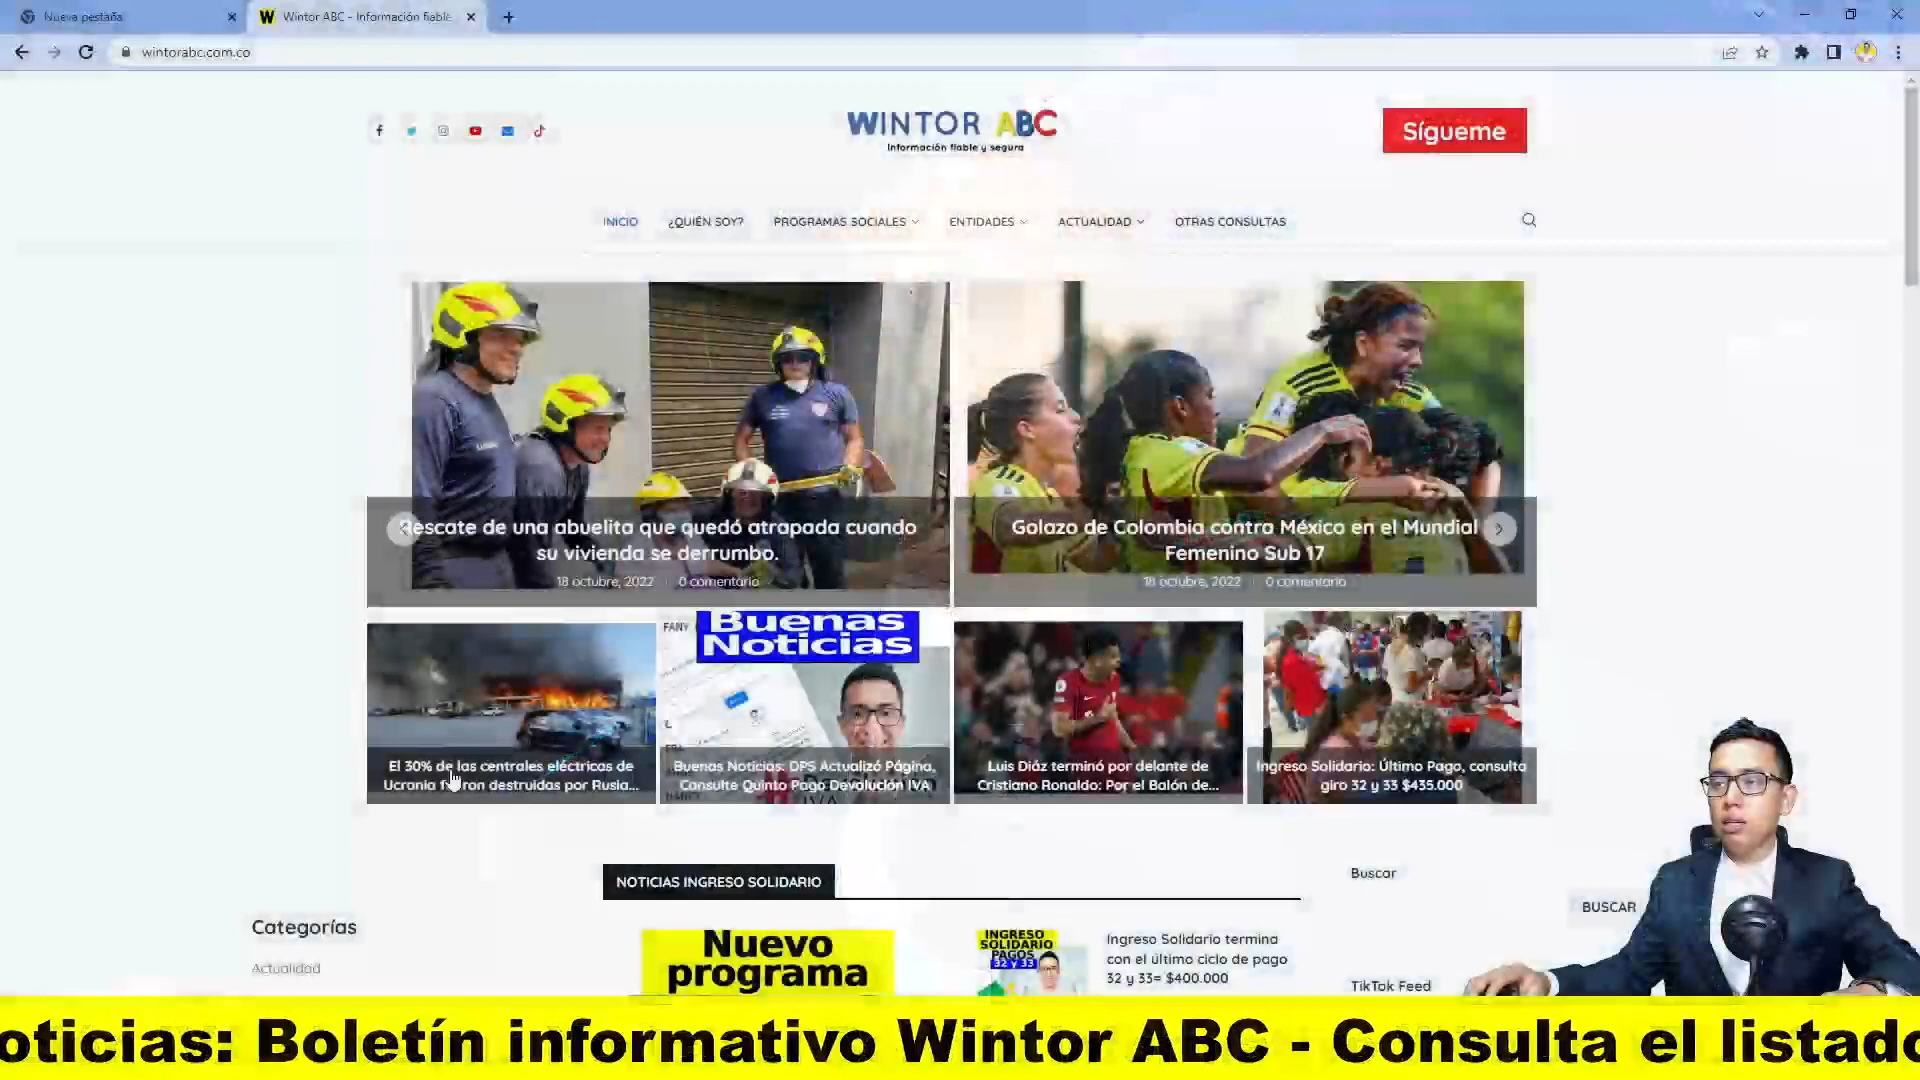 Nueva pestaña
Wintor ABC - Información fiable
wintorabc.com.co
WINTOR ABC
Información fiable y segura
Sígueme
INICIO
¿QUIÉN SOY?
PROGRAMAS SOCIALES
ENTIDADES
ACTUALIDAD
OTRAS CONSULTAS
Rescate de una abuelita que quedó atrapada cuando
su vivienda se derrumbo.
18 octubre, 2022
0 comentario
Golazo de Colombia contra México en el Mundial
Femenino Sub 17
18 octubre, 2022
0 comentario
El 30% de las centrales eléctricas de
Ucrania fueron destruidas por Rusia...
FANY
Buenas
Noticias
Buenas Noticias: DPS Actualizó Página,
Consulte Quinto Pago Devolución IVA
Luis Diáz terminó por delante de
Cristiano Ronaldo: Por el Balón de...
Ingreso Solidario: Último Pago, consulta
giro 32 y 33 $435.000
NOTICIAS INGRESO SOLIDARIO
Buscar
BUSCAR
Categorías
Actualidad
Nuevo
programa
INGRESO
SOLIDARIO
PAGOS
32 Y 33
Ingreso Solidario termina
con el último ciclo de pago
32 y 33= $400.000
TikTok Feed
oticias: Boletín informativo Wintor ABC - Consulta el listado